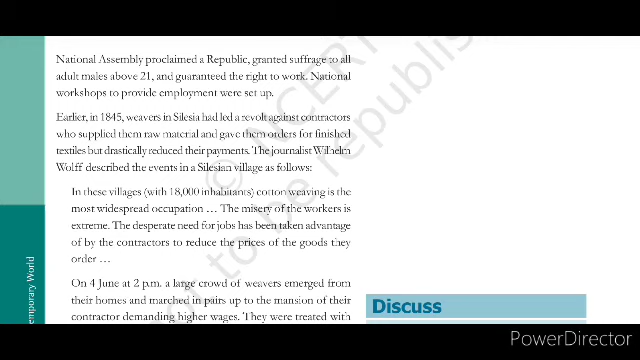 National Assembly proclaimed a Republic, granted suffrage to all
adult males above 21, and guaranteed the right to work. National
workshops to provide employment were set up.
Earlier, in 1845, weavers in Silesia had led a revolt against contractors
who supplied them raw material and gave them orders for finished
textiles but drastically reduced their payments. The journalist Wilhelm
Wolff described the events in a Silesian village as follows:
In these villages (with 18,000 inhabitants) cotton weaving is the
most widespread occupation … The misery of the workers is
extreme. The desperate need for jobs has been taken advantage
of by the contractors to reduce the prices of the goods they
order …
On 4 June at 2 p.m. a large crowd of weavers emerged from
their homes and marched in pairs up to the mansion of their
contractor demanding higher wages. They were treated with
Discuss
temporary World
© NCERT
not to be republis
PowerDirector